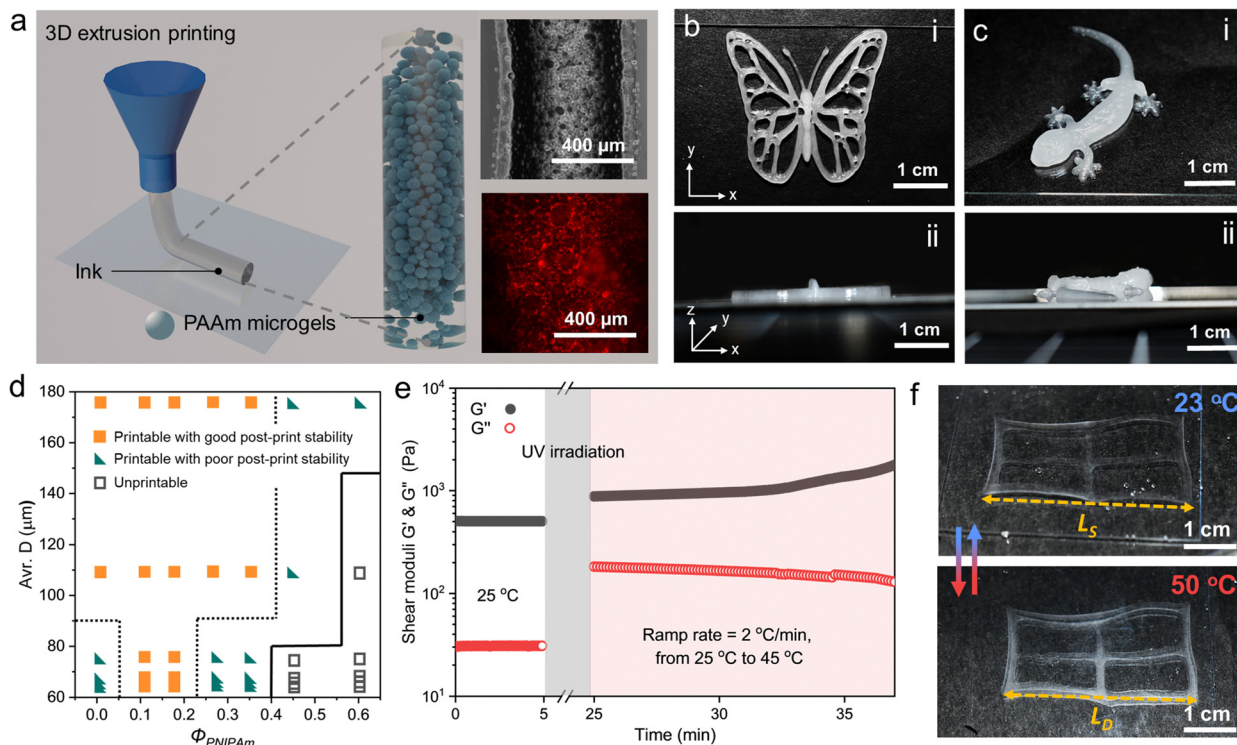 a
3D extrusion printing
Ink
PAAm microgels
400 µm
400 µm
b
i
y
x
1 cm
ii
z
y
x
1 cm
c
i
1 cm
ii
1 cm
d
180
160
140
120
100
80
60
Avr. D (µm)
Printable with good post-print stability
Printable with poor post-print stability
Unprintable
0.0 0.1 0.2 0.3 0.4 0.5 0.6
Φ_PNIPAm
e
10⁴
10³
10²
10¹
Shear moduli G' & G'' (Pa)
G'
G''
UV irradiation
25 °C
Ramp rate = 2 °C/min,
from 25 °C to 45 °C
0 5 25 30 35
Time (min)
f
23 °C
L_S
1 cm
50 °C
L_D
1 cm